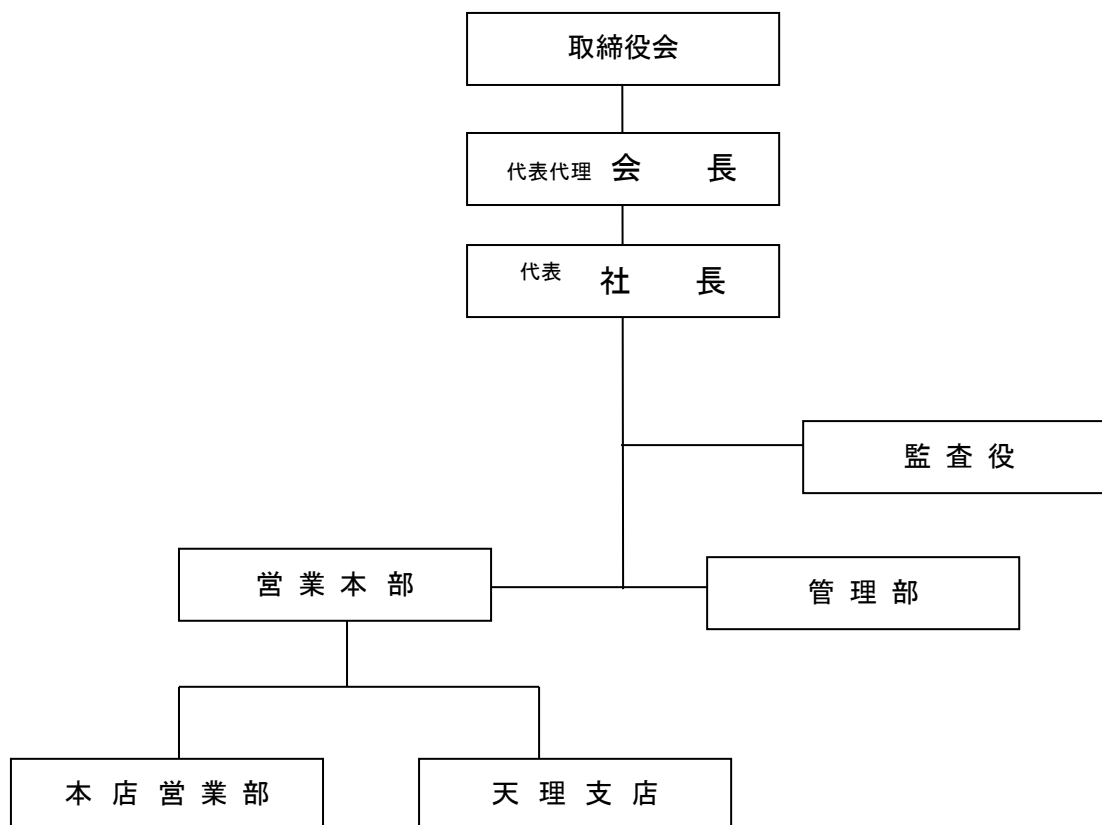 取締役会
代表代理 会 長
代表 社 長
監 査 役
営 業 本 部
管 理 部
本 店 営 業 部
天 理 支 店